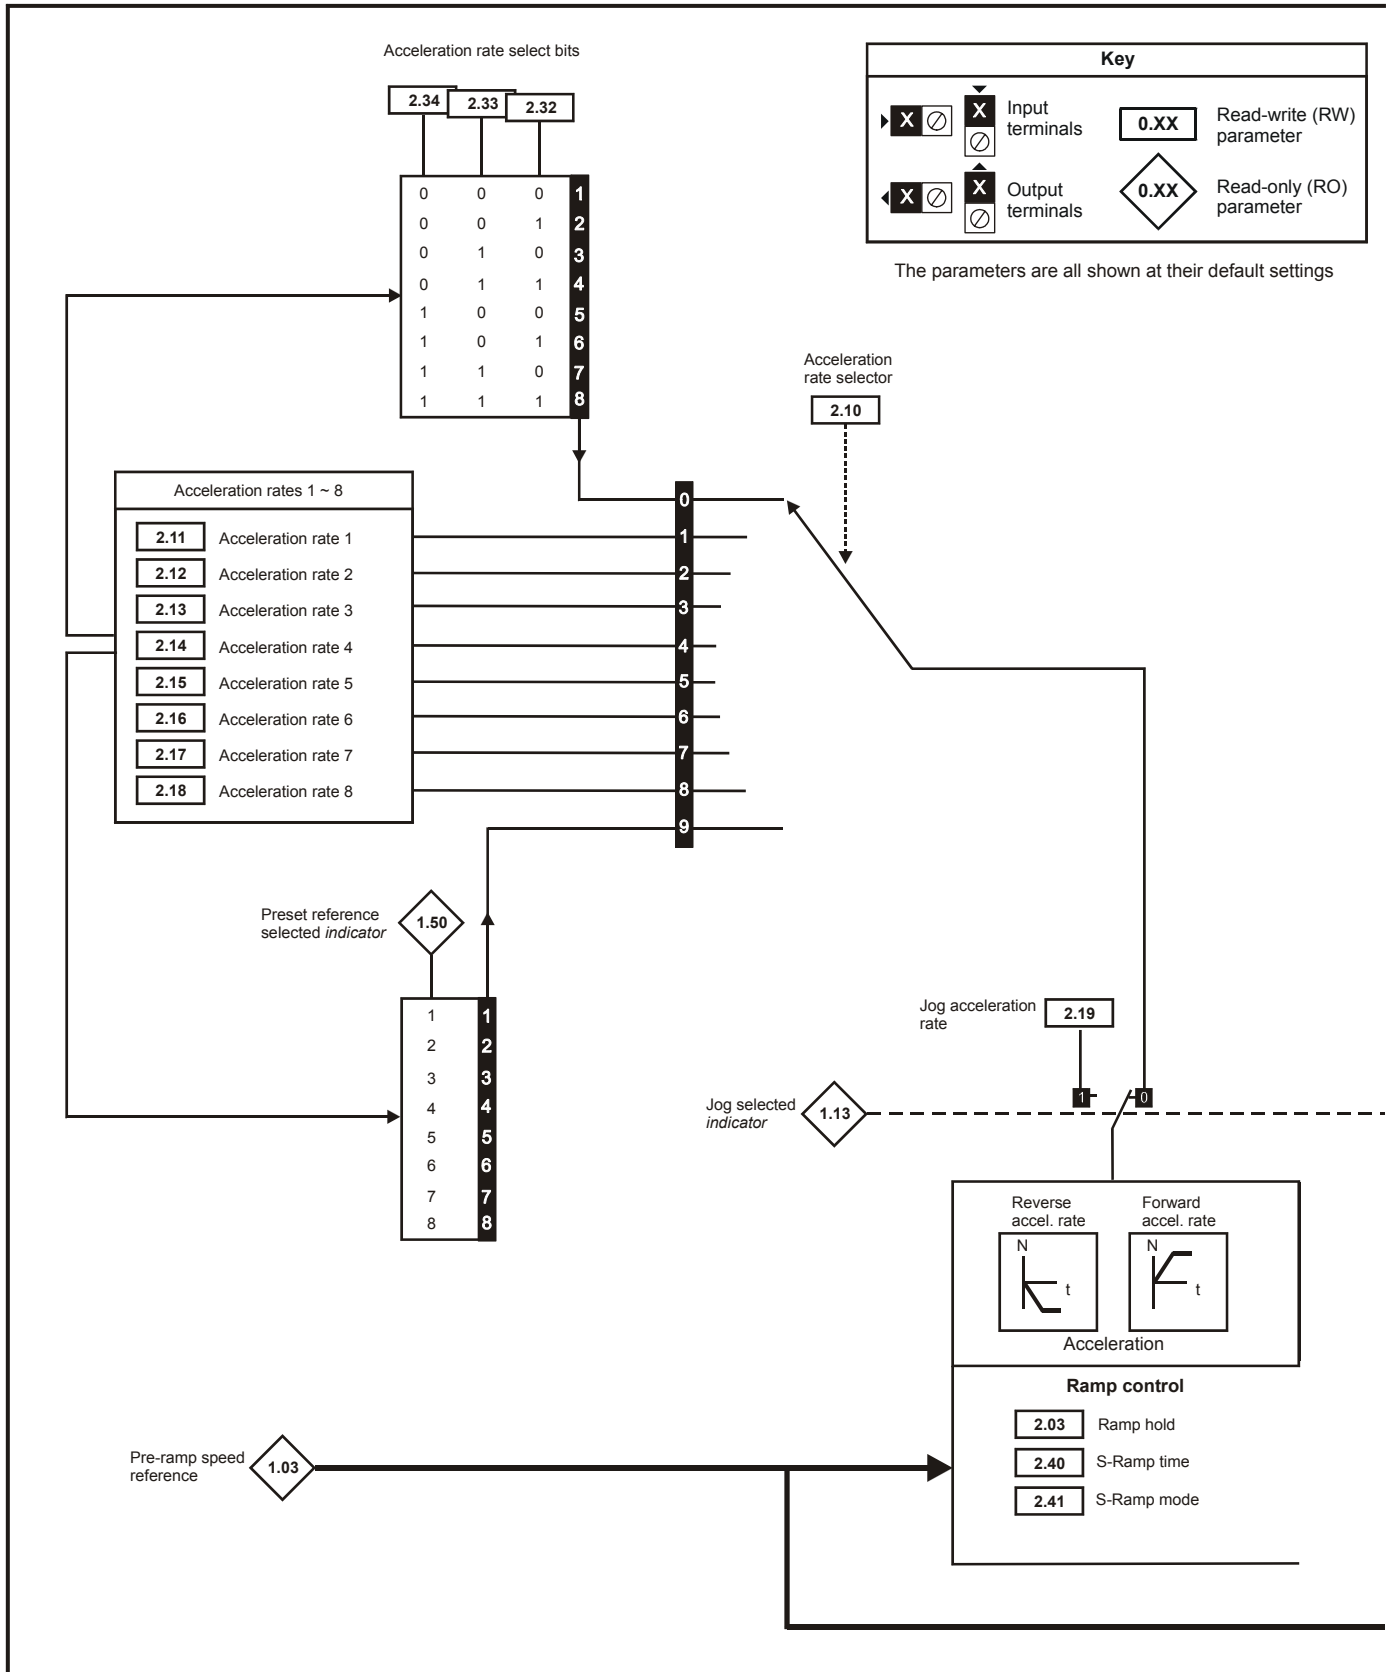 Acceleration rate select bits
2.34 2.33 2.32
0 0 0 1
0 0 1 2
0 1 0 3
0 1 1 4
1 0 0 5
1 0 1 6
1 1 0 7
1 1 1 8
Key
X
X
Input
terminals
0.XX
Read-write (RW)
parameter
X
X
Output
terminals
0.XX
Read-only (RO)
parameter
The parameters are all shown at their default settings
Acceleration
rate selector
2.10
Acceleration rates 1 ~ 8
2.11 Acceleration rate 1
2.12 Acceleration rate 2
2.13 Acceleration rate 3
2.14 Acceleration rate 4
2.15 Acceleration rate 5
2.16 Acceleration rate 6
2.17 Acceleration rate 7
2.18 Acceleration rate 8
0
1
2
3
4
5
6
7
8
9
Preset reference
selected indicator
1.50
1 1
2 2
3 3
4 4
5 5
6 6
7 7
8 8
Jog acceleration
rate
2.19
1 0
Jog selected
indicator
1.13
Reverse
accel. rate
N
t
Forward
accel. rate
N
t
Acceleration
Ramp control
2.03 Ramp hold
2.40 S-Ramp time
2.41 S-Ramp mode
Pre-ramp speed
reference
1.03